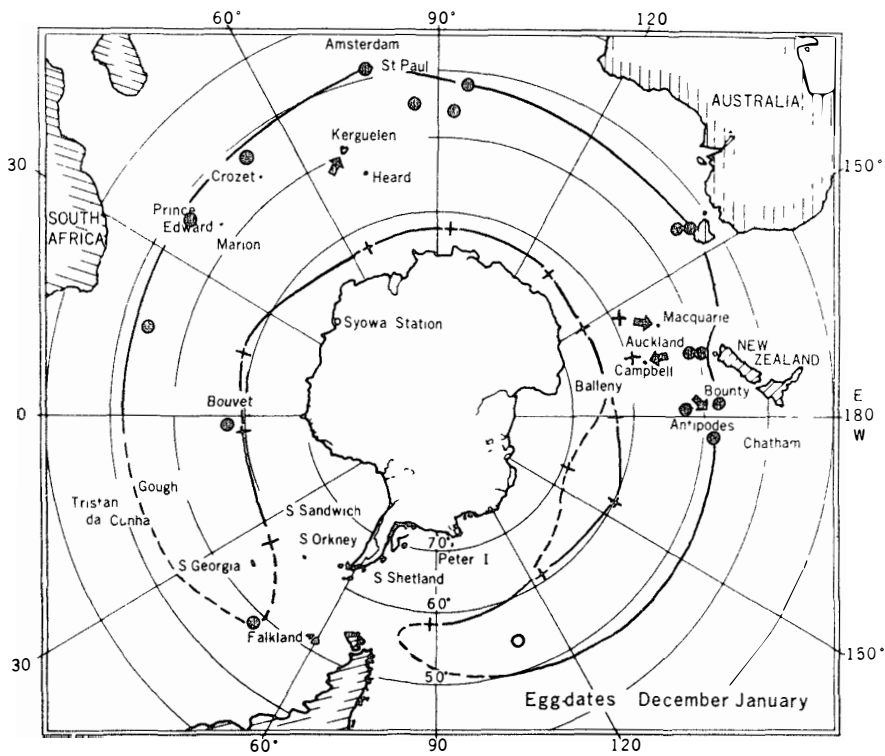 60°
90°
120
Amsterdam
St Paul
AUSTRALIA
Kerguelen
30
150°
Crozet
Heard
Prince
Edward
SOUTH
AFRICA
Marion
Syowa Station
Macquarie
Auckland
NEW
ZEALAND
Campbell
Balleny
Bouvet
Bounty
E
0
180
W
Antipodes
Chatham
Gough
Tristan
da Cunha
S Sandwich
S Orkney
70°
Peter I
S Georgia
S Shetland
60°
Falkland
30
150°
50°
Egg-dates December January
60°
90°
120